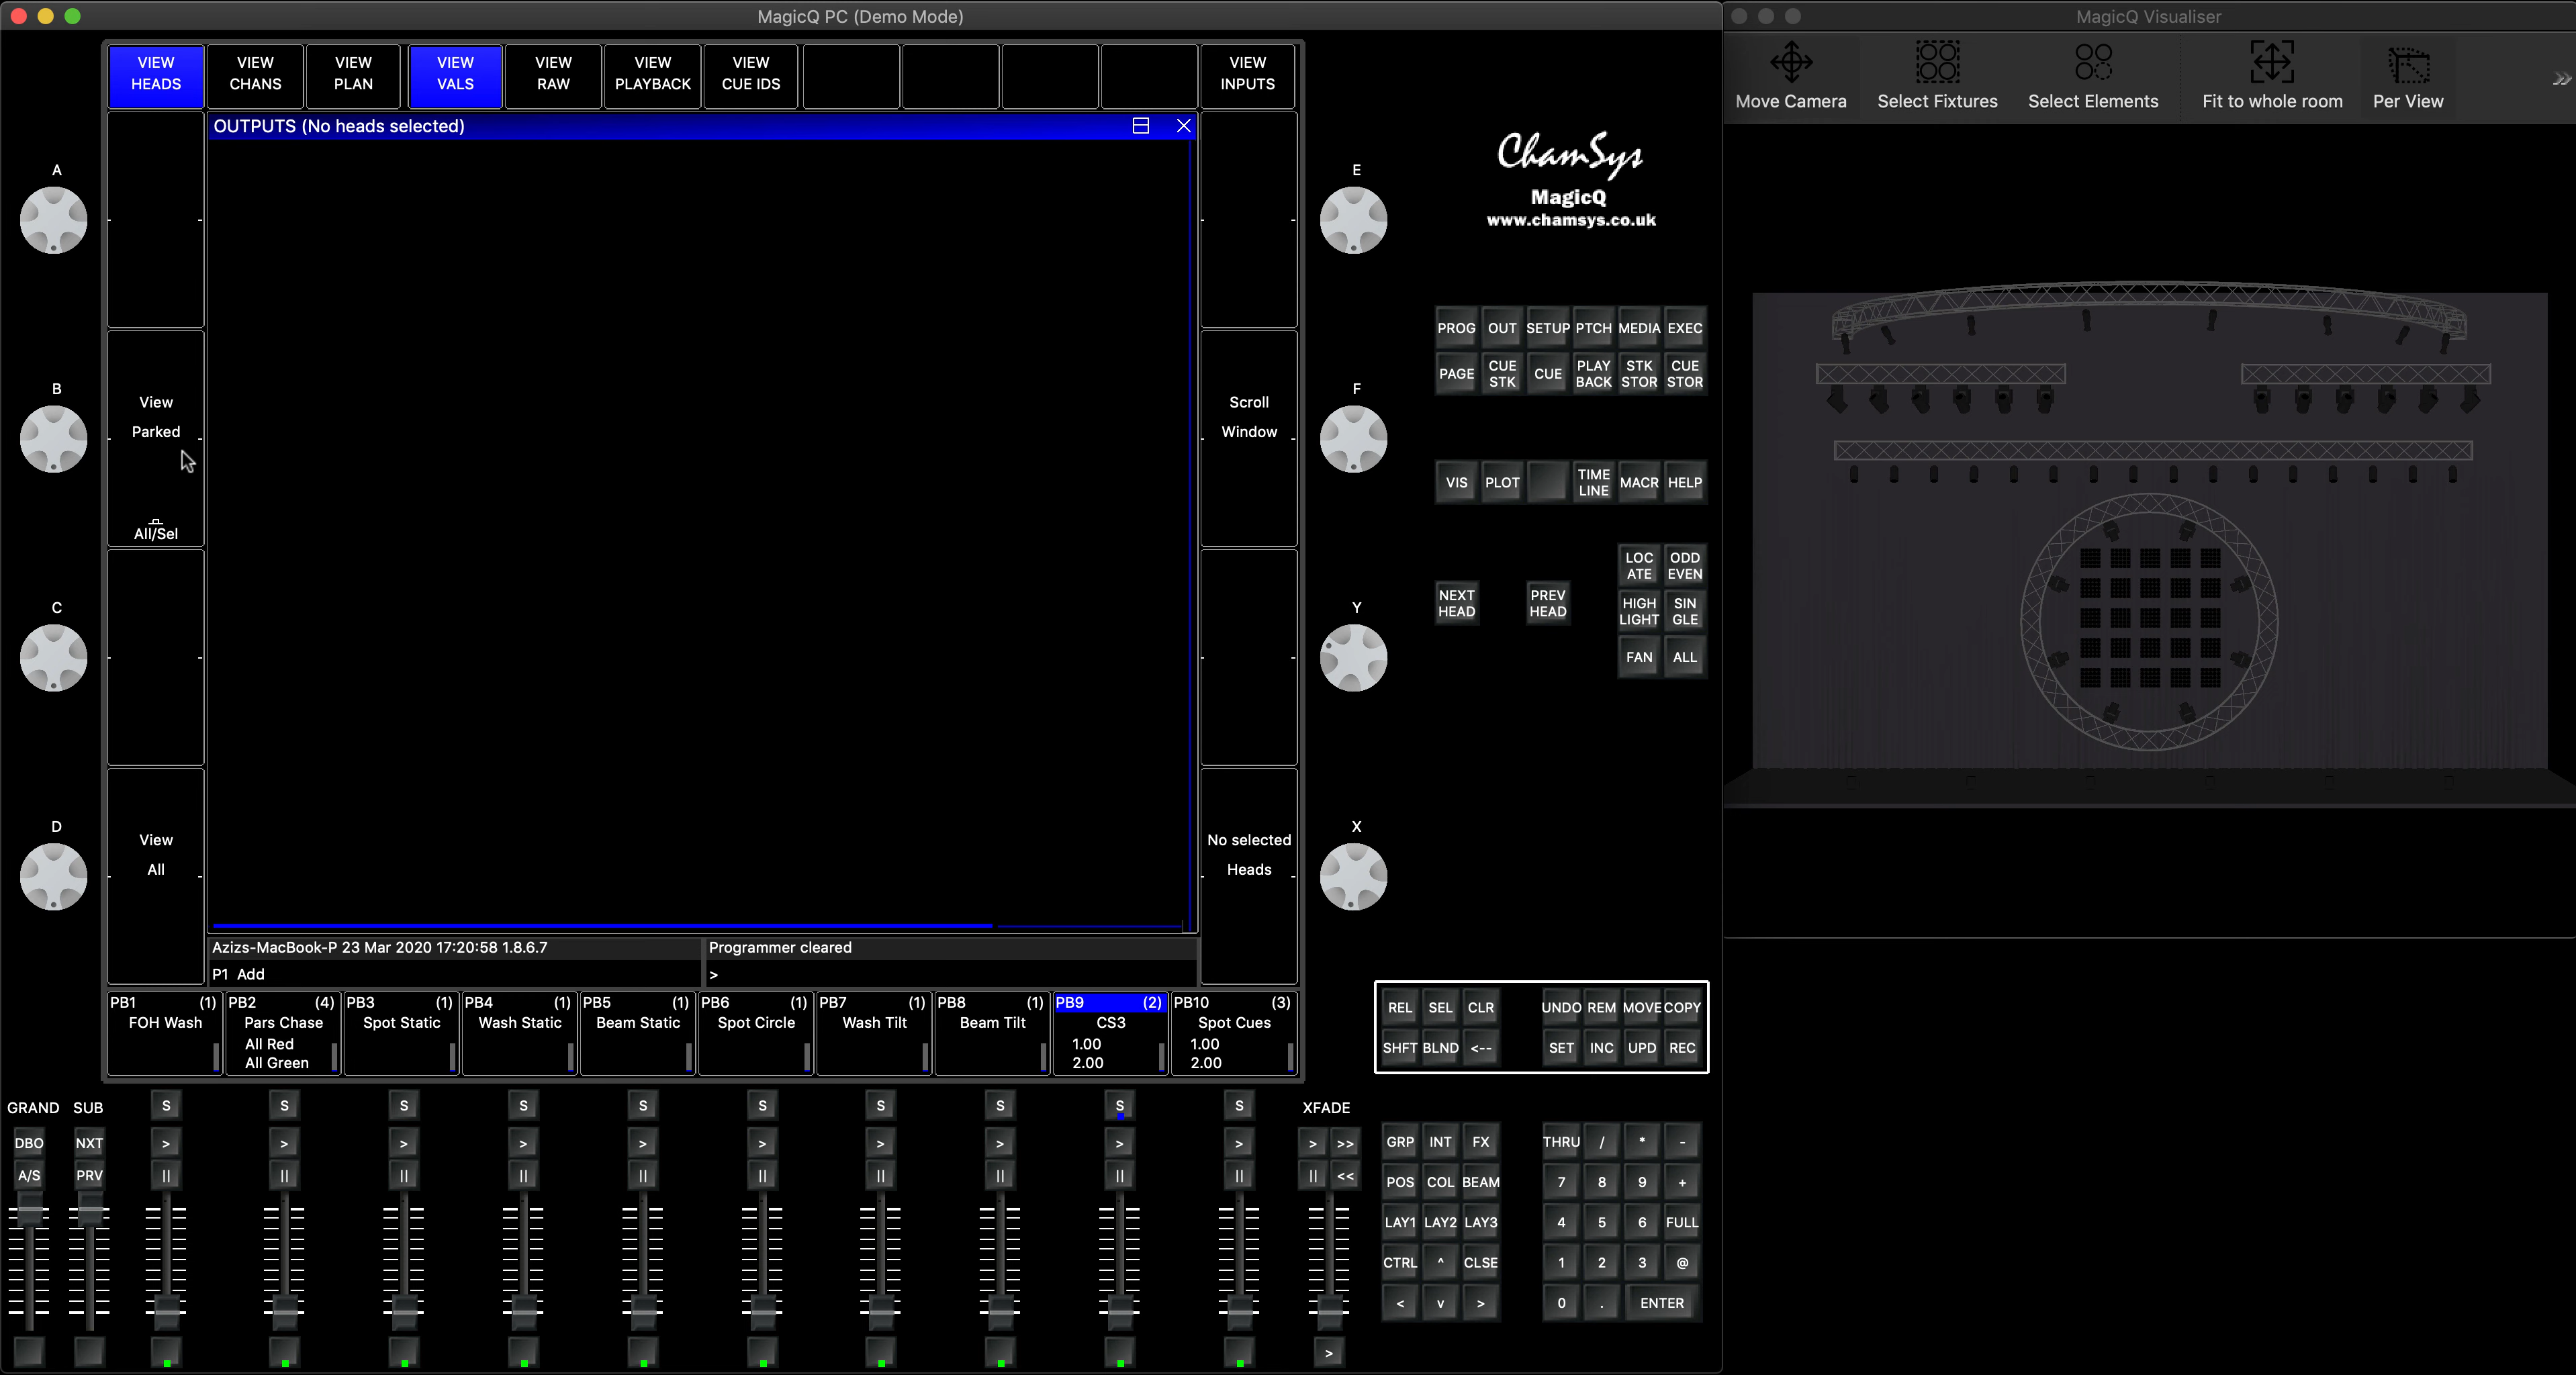 MagicQ PC (Demo Mode)
MagicQ Visualiser
VIEW HEADS
VIEW CHANS
VIEW PLAN
VIEW VALS
VIEW RAW
VIEW PLAYBACK
VIEW CUE IDS
VIEW INPUTS
Move Camera
Select Fixtures
Select Elements
Fit to whole room
Per View
OUTPUTS (No heads selected)
A
B
C
D
View
Parked
All/Sel
View
All
Scroll
Window
No selected
Heads
E
F
Y
X
ChamSys
MagicQ
www.chamsys.co.uk
PROG OUT SETUP PTCH MEDIA EXEC
PAGE CUE STK CUE PLAY BACK STK STOR CUE STOR
VIS PLOT TIME LINE MACR HELP
NEXT HEAD PREV HEAD
LOC ATE ODD EVEN
HIGH LIGHT SIN GLE
FAN ALL
Azizs-MacBook-P 23 Mar 2020 17:20:58 1.8.6.7
Programmer cleared
P1 Add
>
PB1 (1)
FOH Wash
PB2 (4)
Pars Chase
All Red
All Green
PB3 (1)
Spot Static
PB4 (1)
Wash Static
PB5 (1)
Beam Static
PB6 (1)
Spot Circle
PB7 (1)
Wash Tilt
PB8 (1)
Beam Tilt
PB9 (2)
CS3
1.00
2.00
PB10 (3)
Spot Cues
1.00
2.00
REL SEL CLR UNDO REM MOVE COPY
SHFT BLND <-- SET INC UPD REC
GRAND SUB S S S S S S S S S S XFADE
DBO NXT > > > > > > > > > > > >>
A/S PRV || || || || || || || || || || || <<
>
GRP INT FX THRU / * -
POS COL BEAM 7 8 9 +
LAY1 LAY2 LAY3 4 5 6 FULL
CTRL ^ CLSE 1 2 3 @
< v > 0 . ENTER